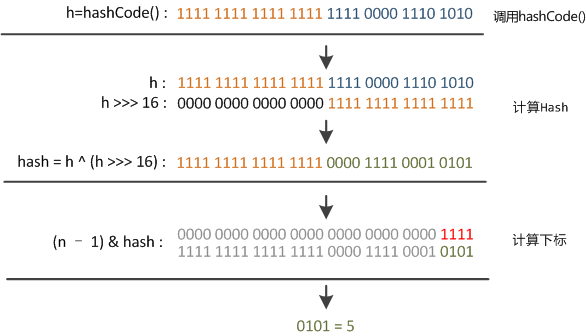 h=hashCode() : 1111 1111 1111 1111 1111 0000 1110 1010 调用hashCode()
h : 1111 1111 1111 1111 1111 0000 1110 1010
h >>> 16 : 0000 0000 0000 0000 1111 1111 1111 1111 计算Hash
hash = h ^ (h >>> 16) : 1111 1111 1111 1111 0000 1111 0001 0101
0000 0000 0000 0000 0000 0000 0000 1111
(n – 1) & hash : 1111 1111 1111 1111 0000 1111 0001 0101 计算下标
0101 = 5